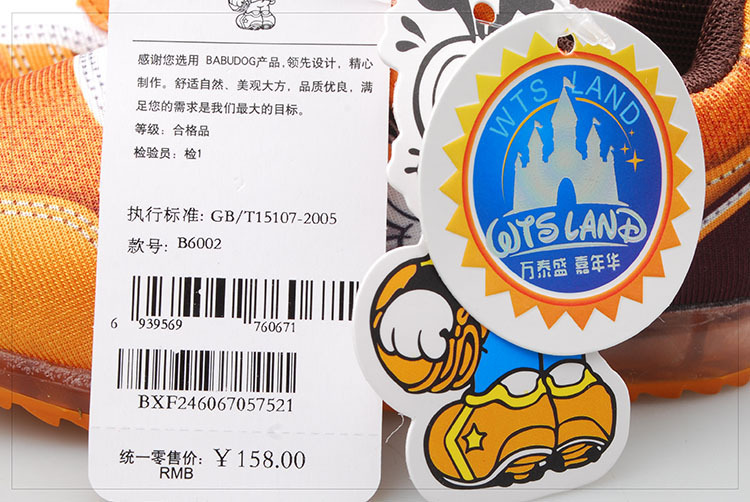 感谢您选用 BABUDOG产品,领先设计，精心
制作。舒适自然、美观大方，品质优良，满
足您的需求是我们最大的目标。
等级：合格品
检验员：检1
执行标准: GB/T15107-2005
款号: B6002
6 939569 760671
BXF246067057521
统一零售价: ￥158.00
RMB
WTS LAND
WTS LAND
万泰盛 嘉年华